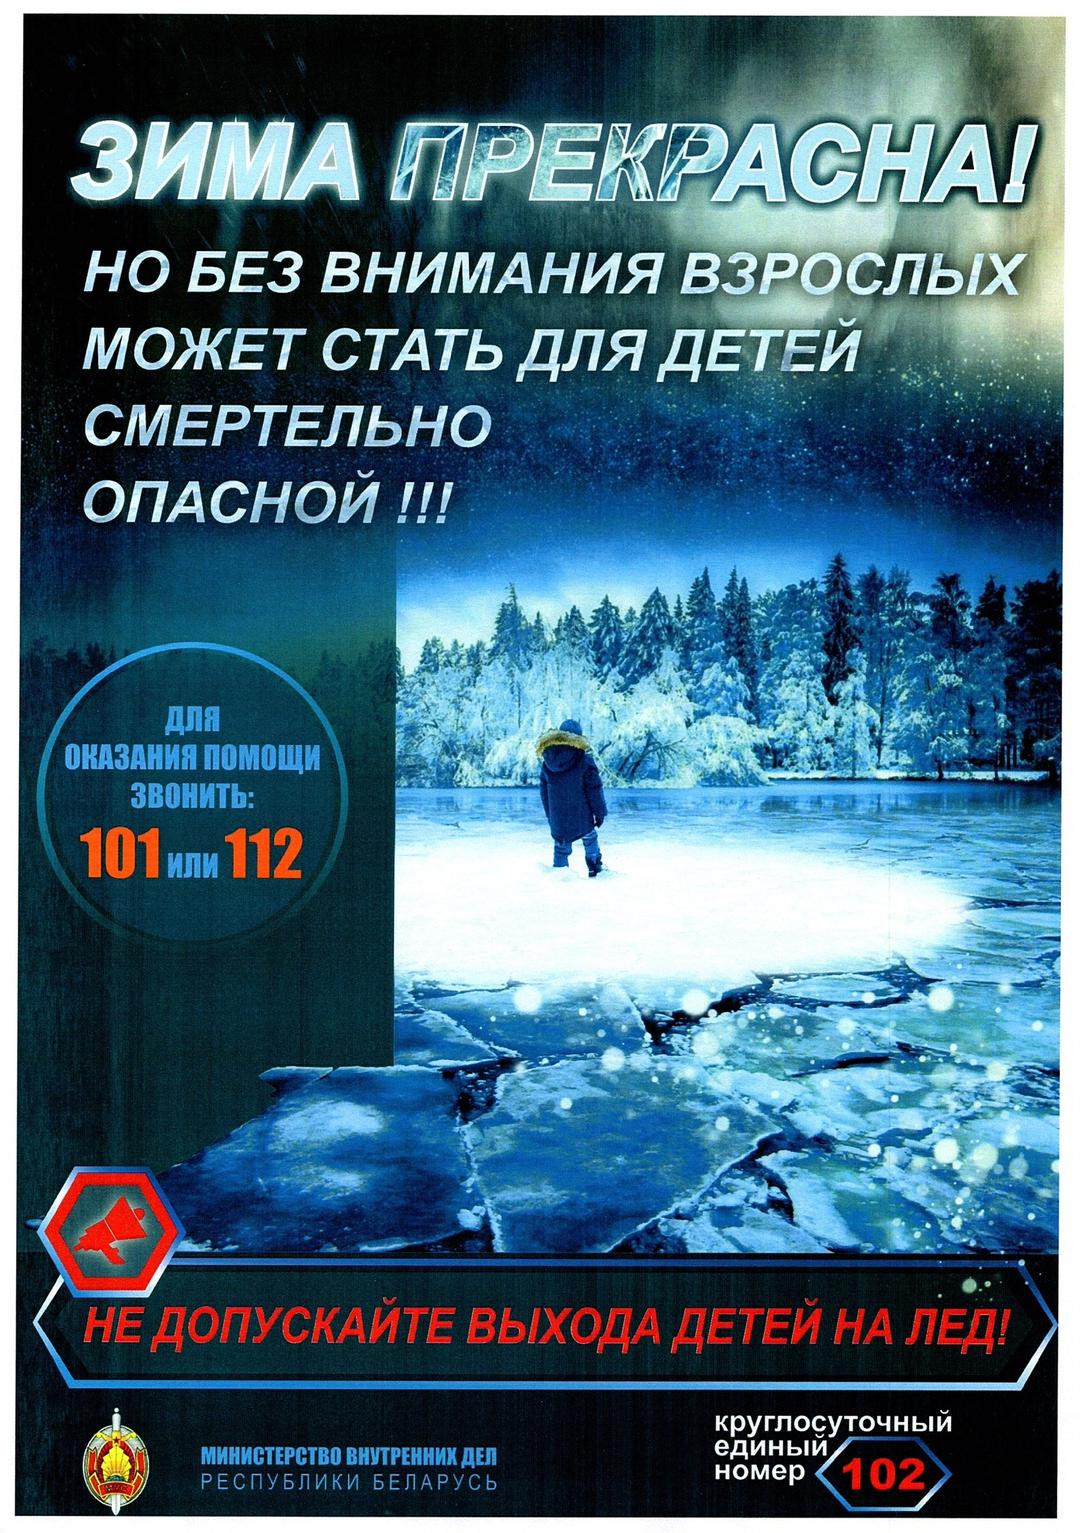 ЗИМА ПРЕКРАСНА!
НО БЕЗ ВНИМАНИЯ ВЗРОСЛЫХ
МОЖЕТ СТАТЬ ДЛЯ ДЕТЕЙ
СМЕРТЕЛЬНО
ОПАСНОЙ !!!
ДЛЯ
ОКАЗАНИЯ ПОМОЩИ
ЗВОНИТЬ:
101 или 112
НЕ ДОПУСКАЙТЕ ВЫХОДА ДЕТЕЙ НА ЛЕД!
МИНИСТЕРСТВО ВНУТРЕННИХ ДЕЛ
РЕСПУБЛИКИ БЕЛАРУСЬ
круглосуточный
единый
номер 102